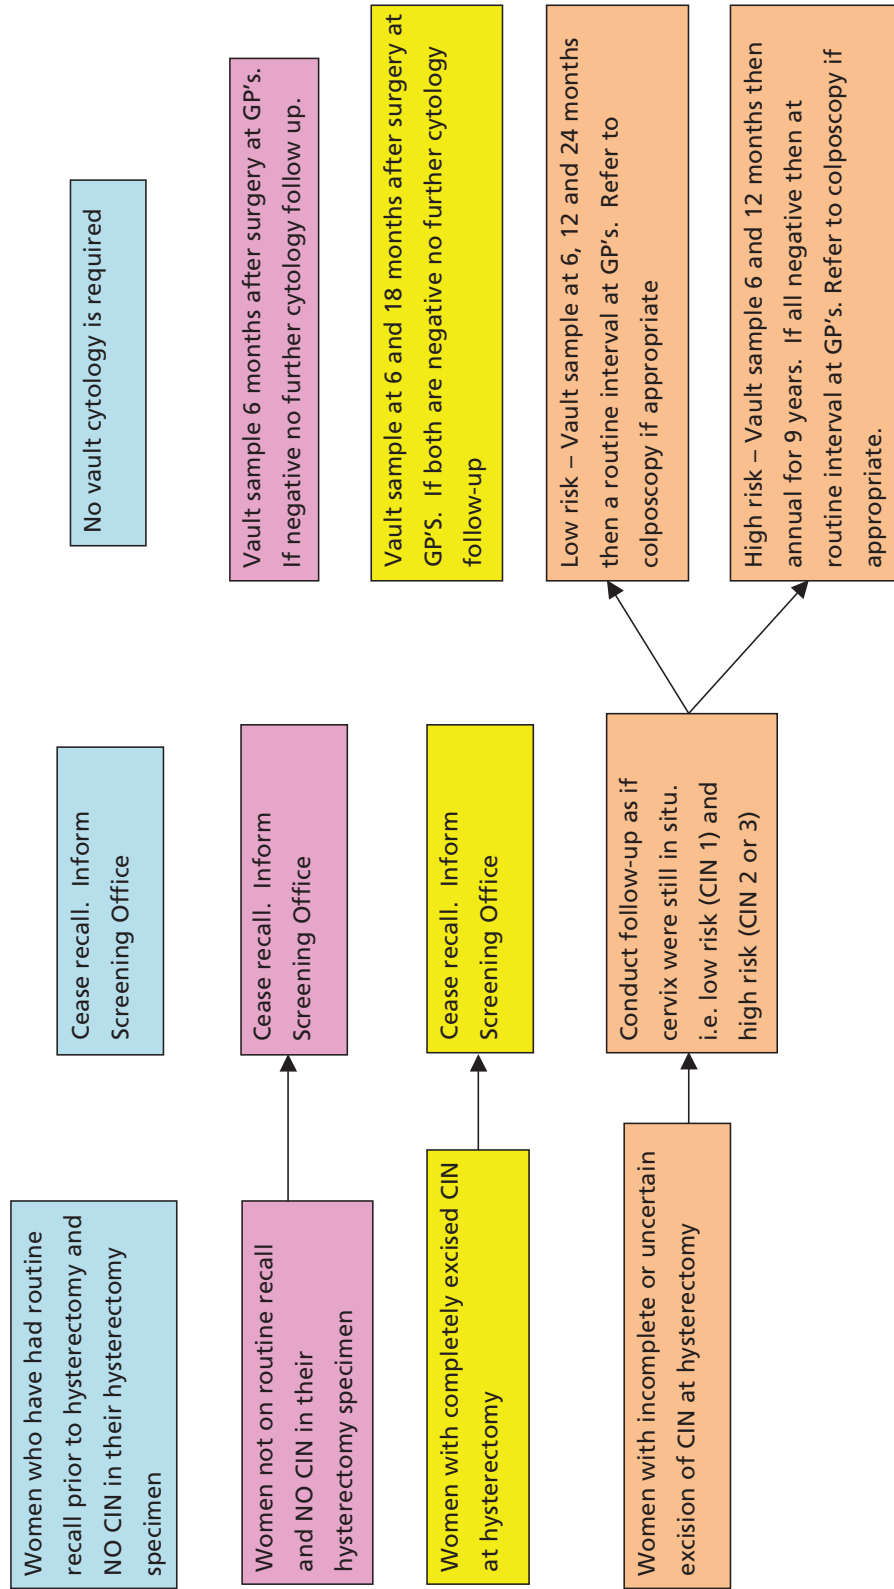 Women who have had routine
recall prior to hysterectomy and
NO CIN in their hysterectomy
specimen
Cease recall.  Inform
Screening Office
No vault cytology is required
Women not on routine recall
and NO CIN in their
hysterectomy specimen
Cease recall.  Inform
Screening Office
Vault sample 6 months after surgery at GP's.
If negative no further cytology follow up.
Women with completely excised CIN
at hysterectomy
Cease recall.  Inform
Screening Office
Vault sample at 6 and 18 months after surgery at
GP'S.  If both are negative no further cytology
follow-up
Women with incomplete or uncertain
excision of CIN at hysterectomy
Conduct follow-up as if
cervix were still in situ.
i.e. low risk (CIN 1) and
high risk (CIN 2 or 3)
Low risk – Vault sample at 6, 12 and 24 months
then a routine interval at GP's.  Refer to
colposcopy if appropriate
High risk – Vault sample 6 and 12 months then
annual for 9 years.  If all negative then at
routine interval at GP's. Refer to colposcopy if
appropriate.